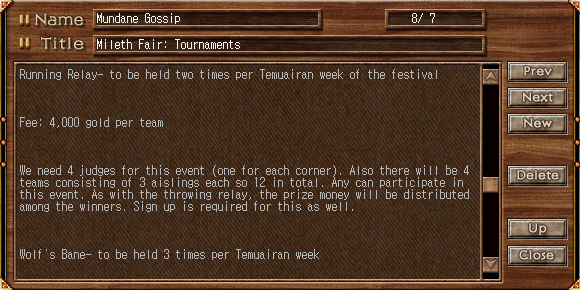 Name Mundane Gossip 8/ 7
Title Mileth Fair: Tournaments
Running Relay- to be held two times per Temuairan week of the festival
Fee: 4,000 gold per team
We need 4 judges for this event (one for each corner). Also there will be 4
teams consisting of 3 aislings each so 12 in total. Any can participate in
this event. As with the throwing relay, the prize money will be distributed
among the winners. Sign up is required for this as well.
Wolf's Bane- to be held 3 times per Temuairan week
Prev
Next
New
Delete
Up
Close